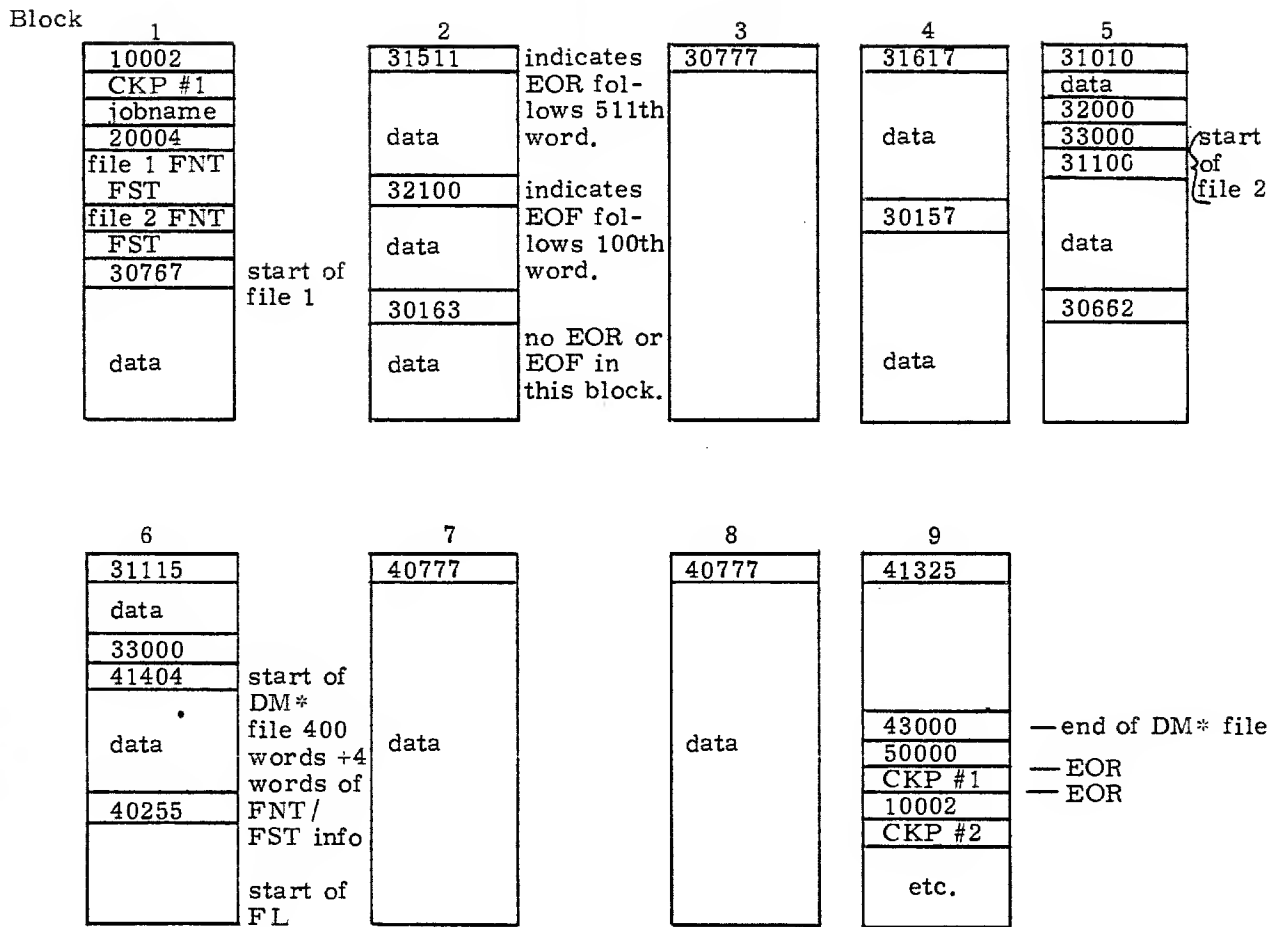 Block
1
10002
CKP #1
jobname
20004
file 1 FNT
FST
file 2 FNT
FST
30767
start of
file 1
data
2
31511
indicates
EOR fol-
lows 511th
word.
data
32100
indicates
EOF fol-
lows 100th
word.
data
30163
no EOR or
EOF in
this block.
data
3
30777
4
31617
data
30157
data
5
31010
data
32000
33000
31100
start
of
file 2
data
30662
6
31115
data
33000
41404
start of
DM*
file 400
words +4
words of
FNT/
FST info
data
40255
start of
FL
7
40777
data
8
40777
data
9
41325
43000
— end of DM* file
50000
— EOR
CKP #1
— EOR
10002
CKP #2
etc.